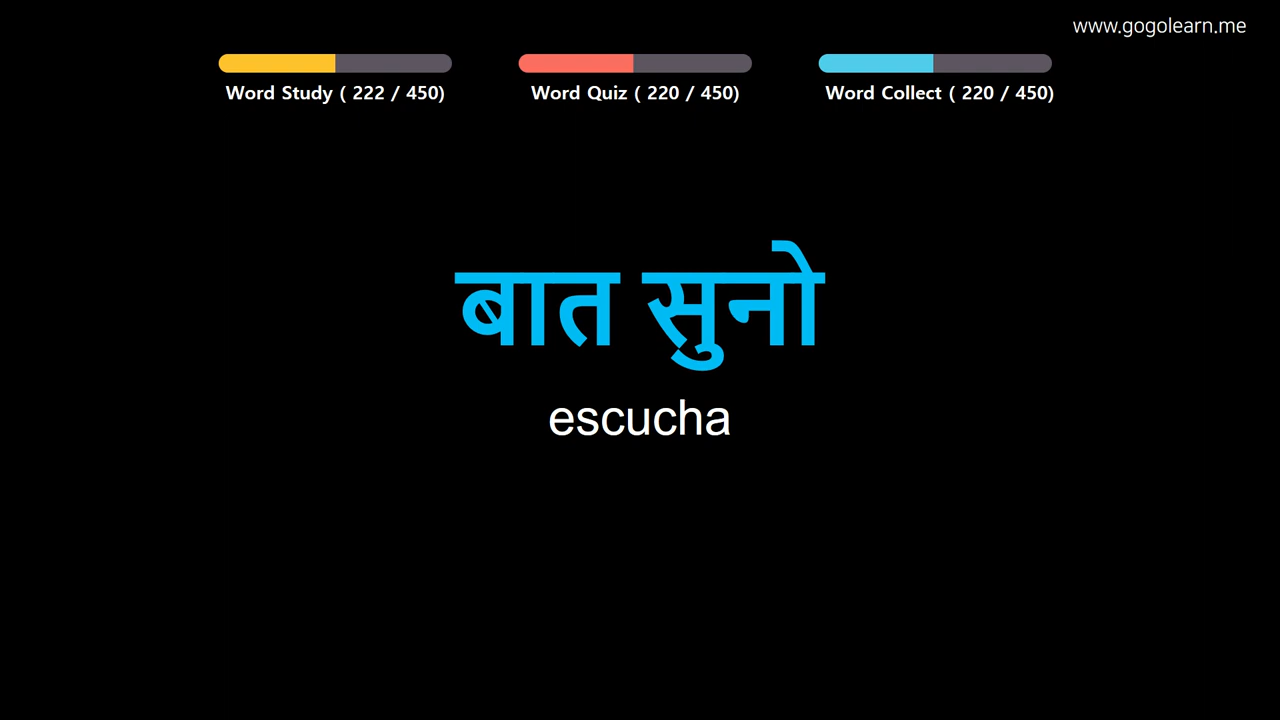 www.gogolearn.me
Word Study ( 222 / 450)
Word Quiz ( 220 / 450)
Word Collect ( 220 / 450)
बात सुनो
escucha